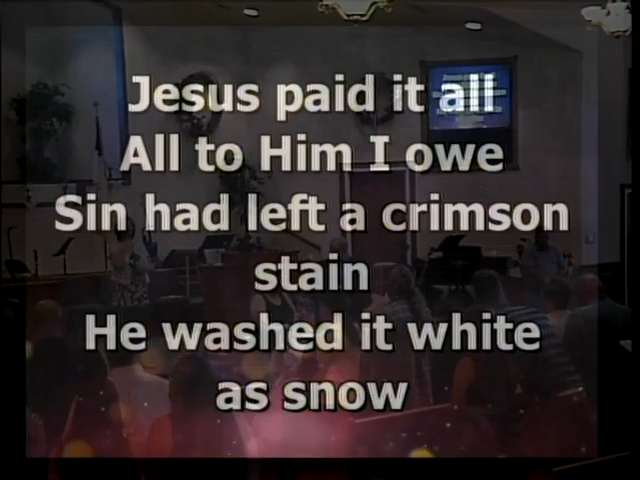 Jesus paid it all
All to Him I owe
Sin had left a crimson
stain
He washed it white
as snow